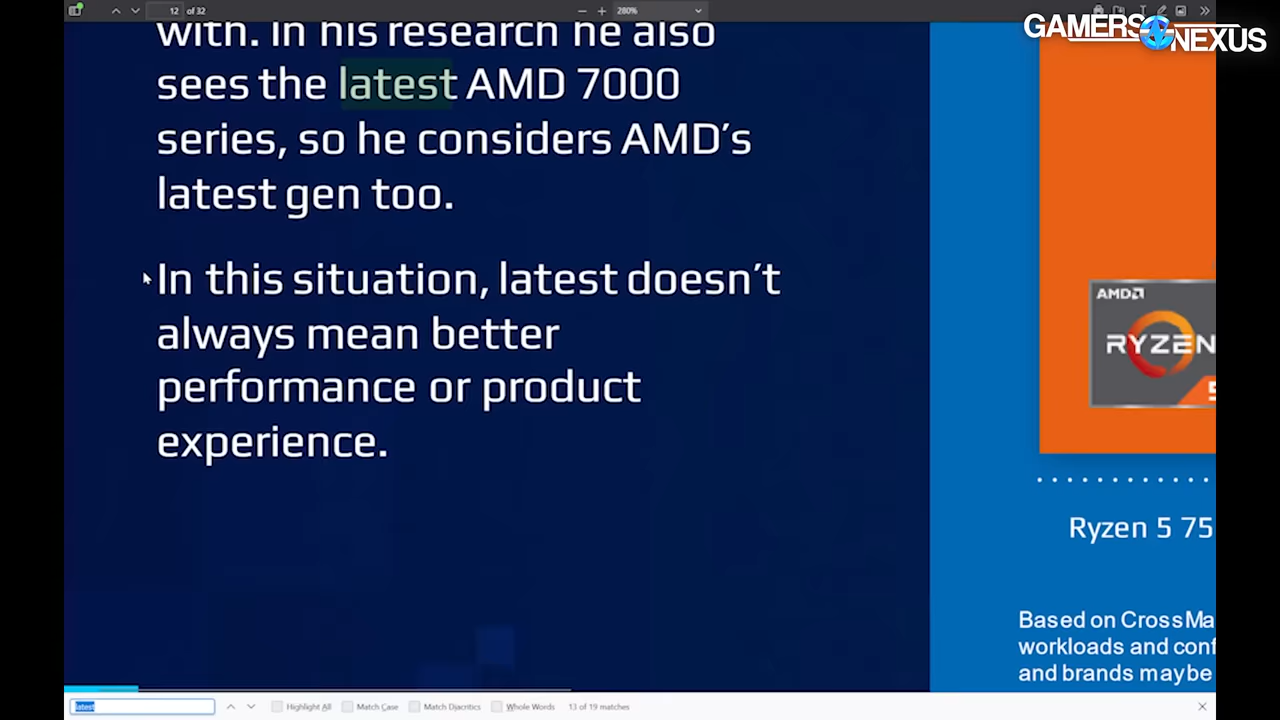 12 of 32
280%
GAMERS NEXUS
with. In his research he also
sees the latest AMD 7000
series, so he considers AMD's
latest gen too.
In this situation, latest doesn't
always mean better
performance or product
experience.
AMD
RYZEN
5
Ryzen 5 75
Based on CrossMa
workloads and conf
and brands maybe
latest
Highlight All
Match Case
Match Diacritics
Whole Words
13 of 19 matches